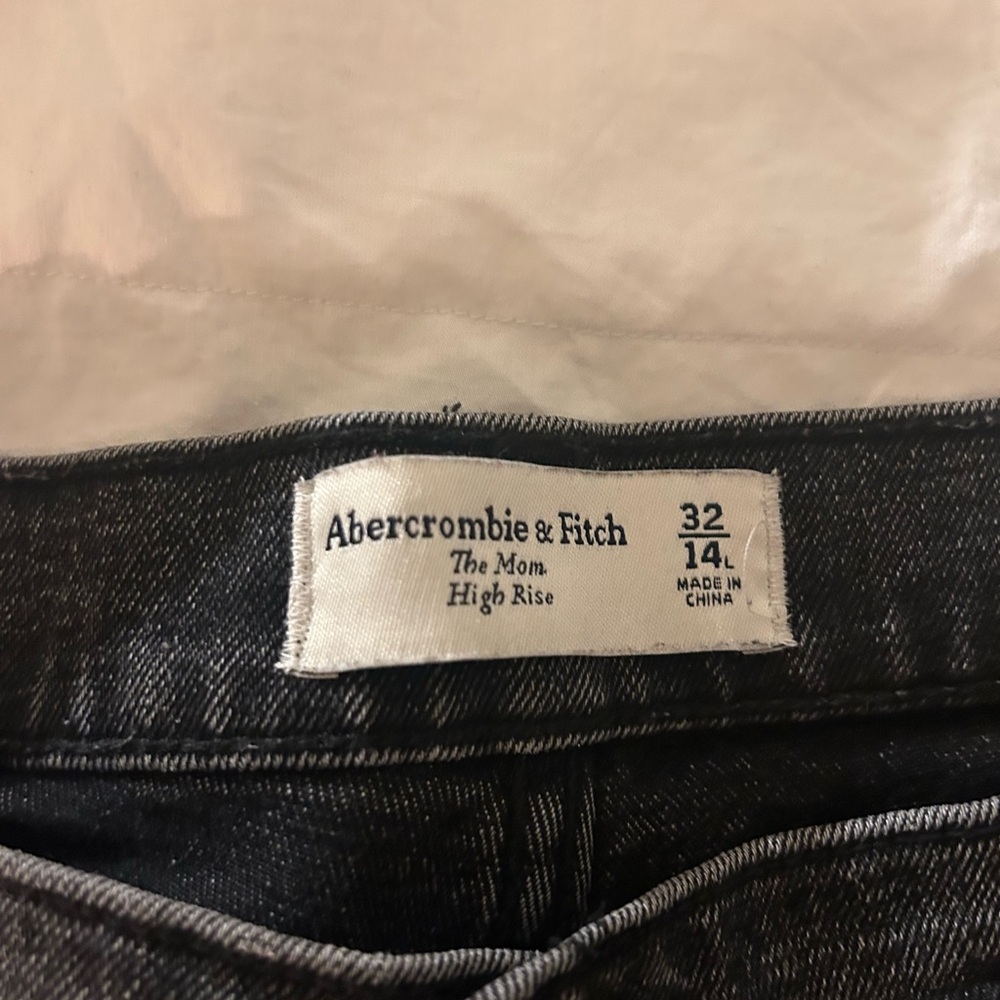 Abercrombie & Fitch
The Mom
High Rise
32
14L
MADE IN
CHINA